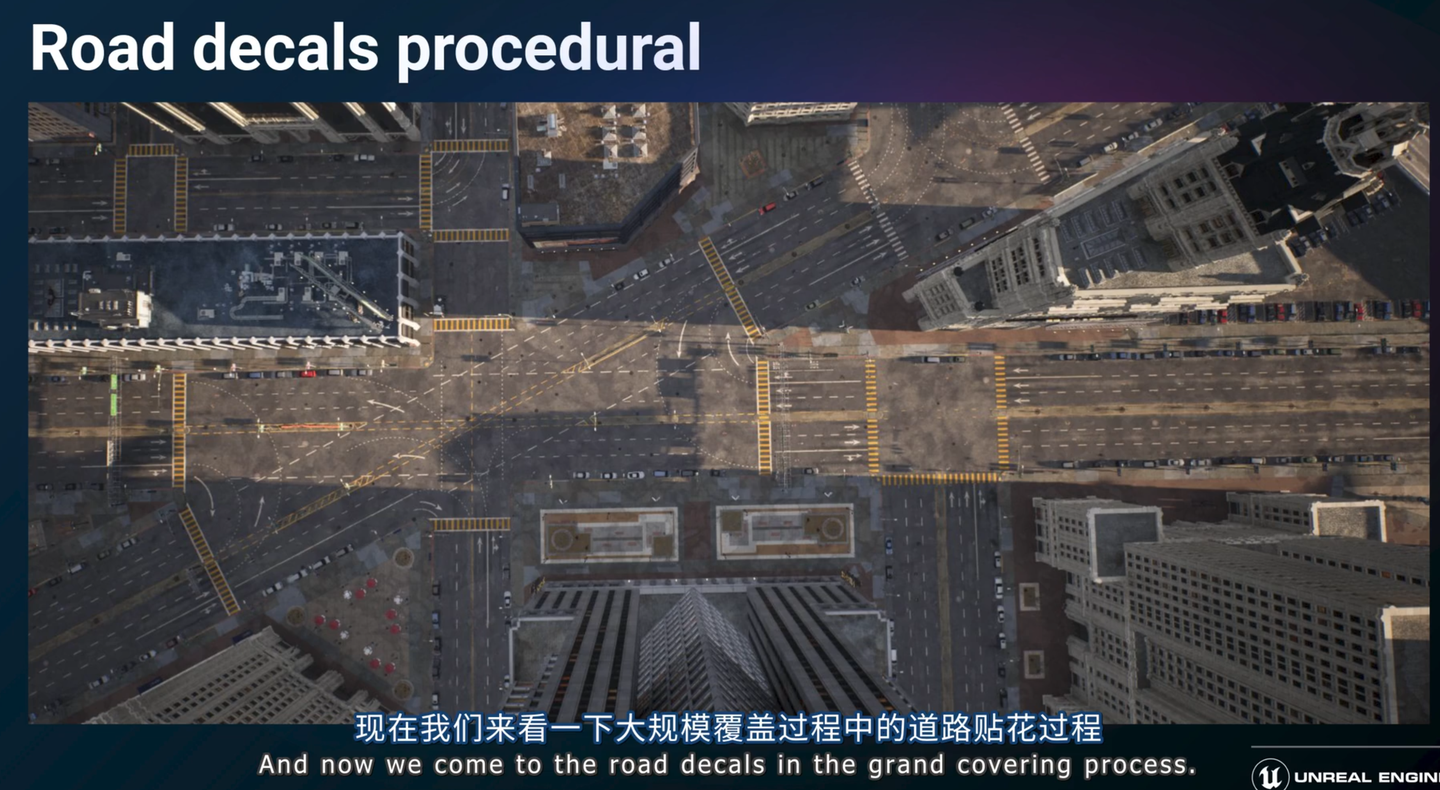 Road decals procedural
现在我们来看一下大规模覆盖过程中的道路贴花过程
And now we come to the road decals in the grand covering process.
UNREAL ENGIN